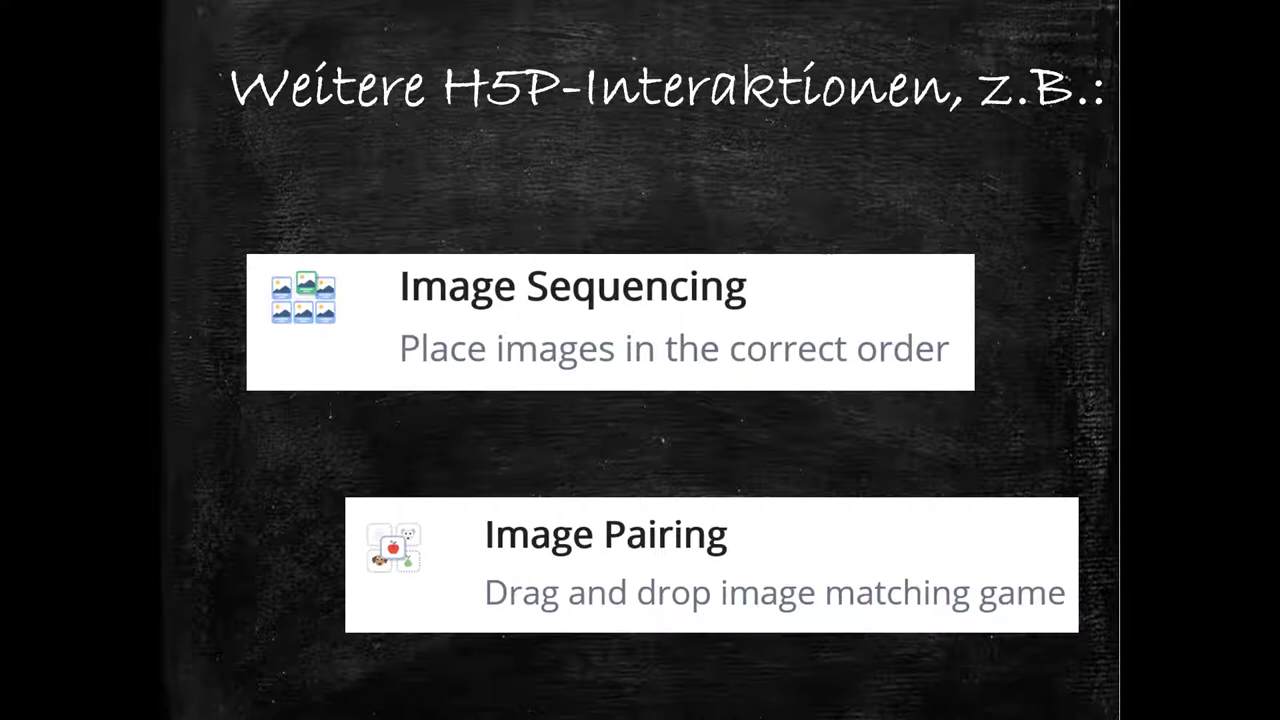 Weitere H5P-Interaktionen, z.B.:
Image Sequencing
Place images in the correct order
Image Pairing
Drag and drop image matching game